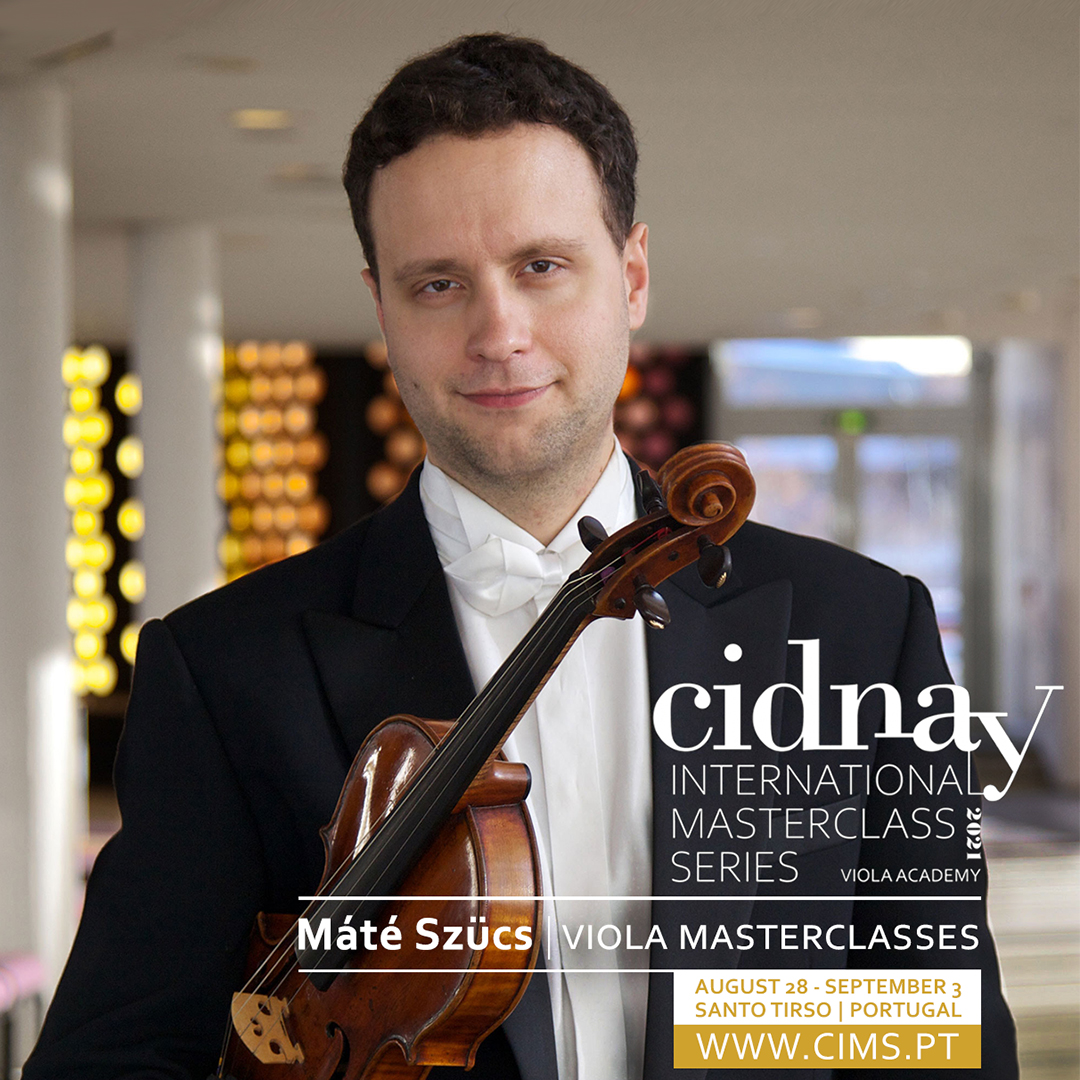 cidnay
INTERNATIONAL
MASTERCLASS
2021
SERIES
VIOLA ACADEMY
Máté Szücs | VIOLA MASTERCLASSES
AUGUST 28 - SEPTEMBER 3
SANTO TIRSO | PORTUGAL
WWW.CIMS.PT